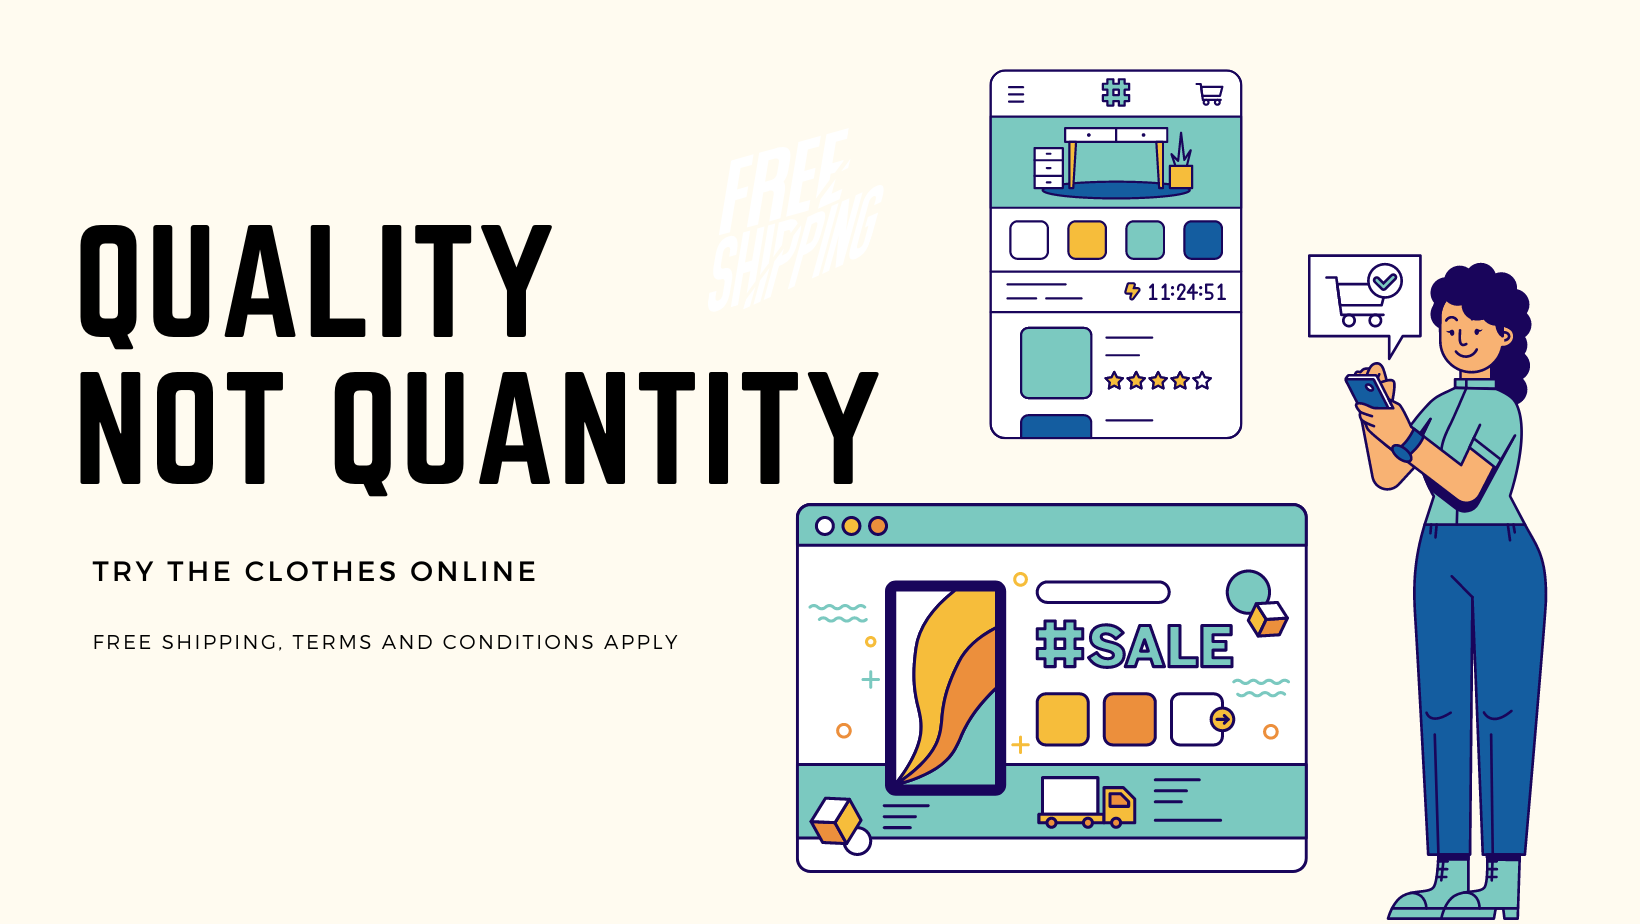 FREE
SHIPPING
QUALITY
NOT QUANTITY
TRY THE CLOTHES ONLINE
FREE SHIPPING, TERMS AND CONDITIONS APPLY
#
11:24:51
#SALE